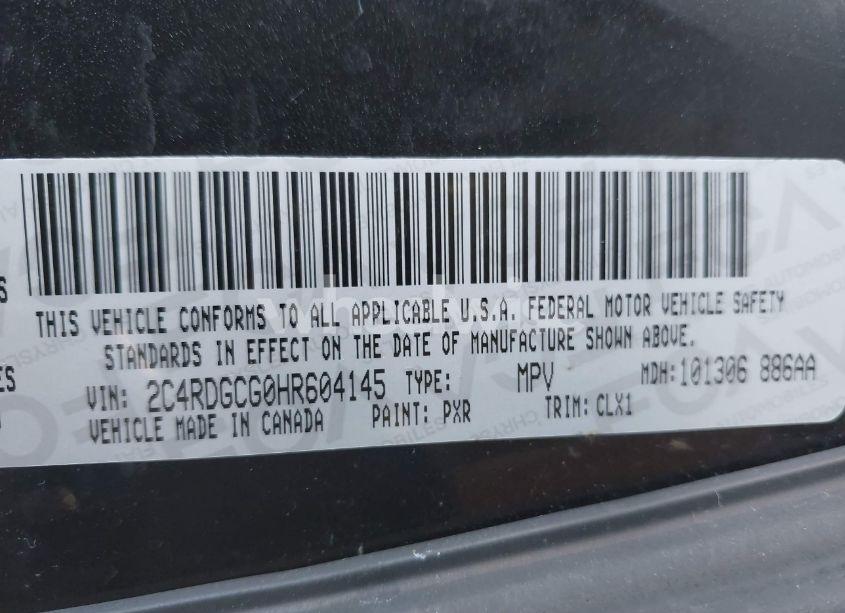 S
THIS VEHICLE CONFORMS TO ALL APPLICABLE U.S.A. FEDERAL MOTOR VEHICLE SAFETY
STANDARDS IN EFFECT ON THE DATE OF MANUFACTURE SHOWN ABOVE.
ES
VIN: 2C4RDGCG0HR604145 TYPE: MPV MDH:101306 886AA
VEHICLE MADE IN CANADA PAINT: PXR TRIM: CLX1